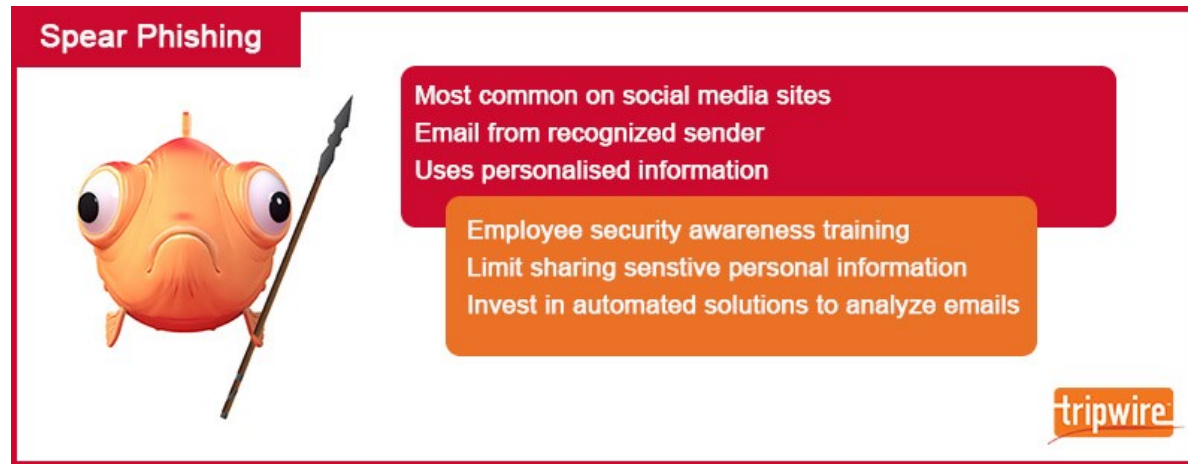 Spear Phishing
Most common on social media sites
Email from recognized sender
Uses personalised information
Employee security awareness training
Limit sharing senstive personal information
Invest in automated solutions to analyze emails
tripwire